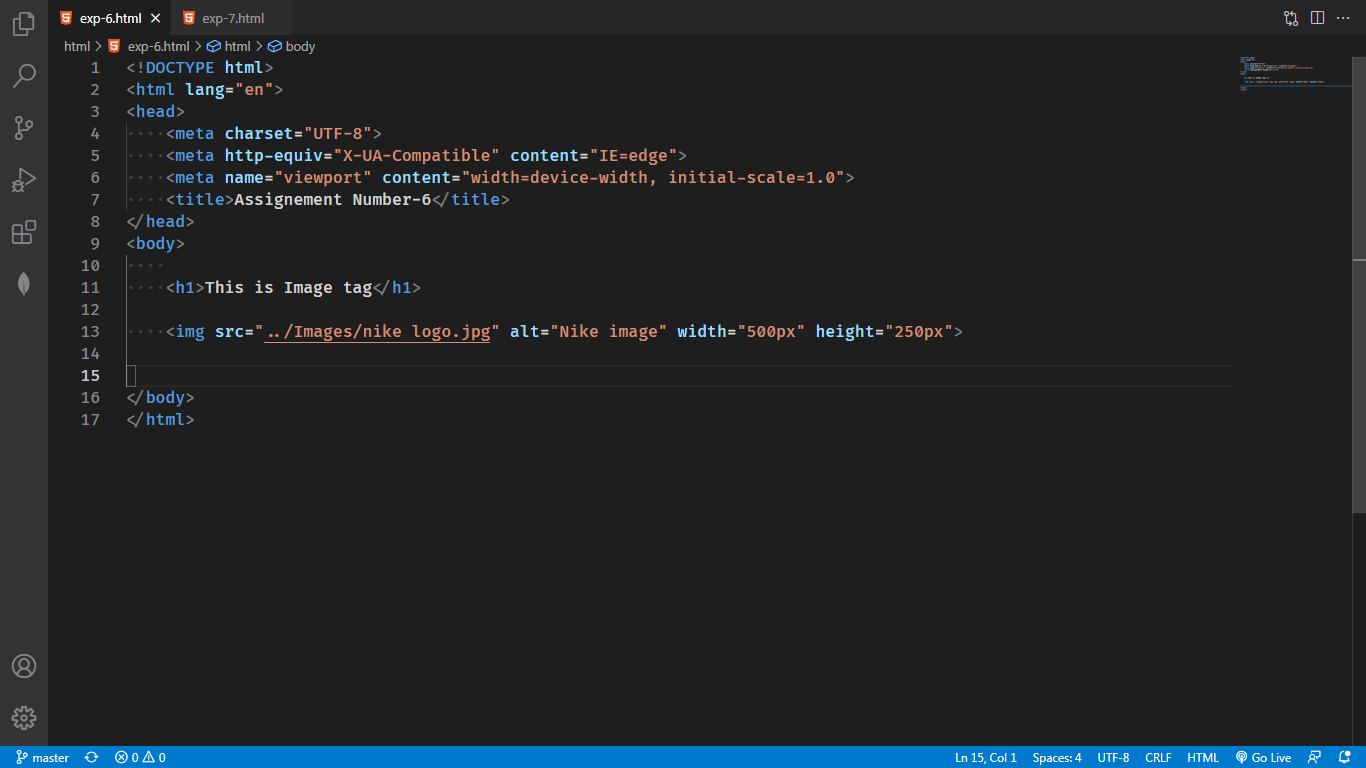 exp-6.html
exp-7.html
html > exp-6.html > html > body
1 <!DOCTYPE html>
2 <html lang="en">
3 <head>
4 ····<meta charset="UTF-8">
5 ····<meta http-equiv="X-UA-Compatible" content="IE=edge">
6 ····<meta name="viewport" content="width=device-width, initial-scale=1.0">
7 ····<title>Assignement Number-6</title>
8 </head>
9 <body>
10 ····
11 ····<h1>This is Image tag</h1>
12
13 ····<img src="../Images/nike logo.jpg" alt="Nike image" width="500px" height="250px">
14
15
16 </body>
17 </html>
master 0 0 Ln 15, Col 1 Spaces: 4 UTF-8 CRLF HTML Go Live